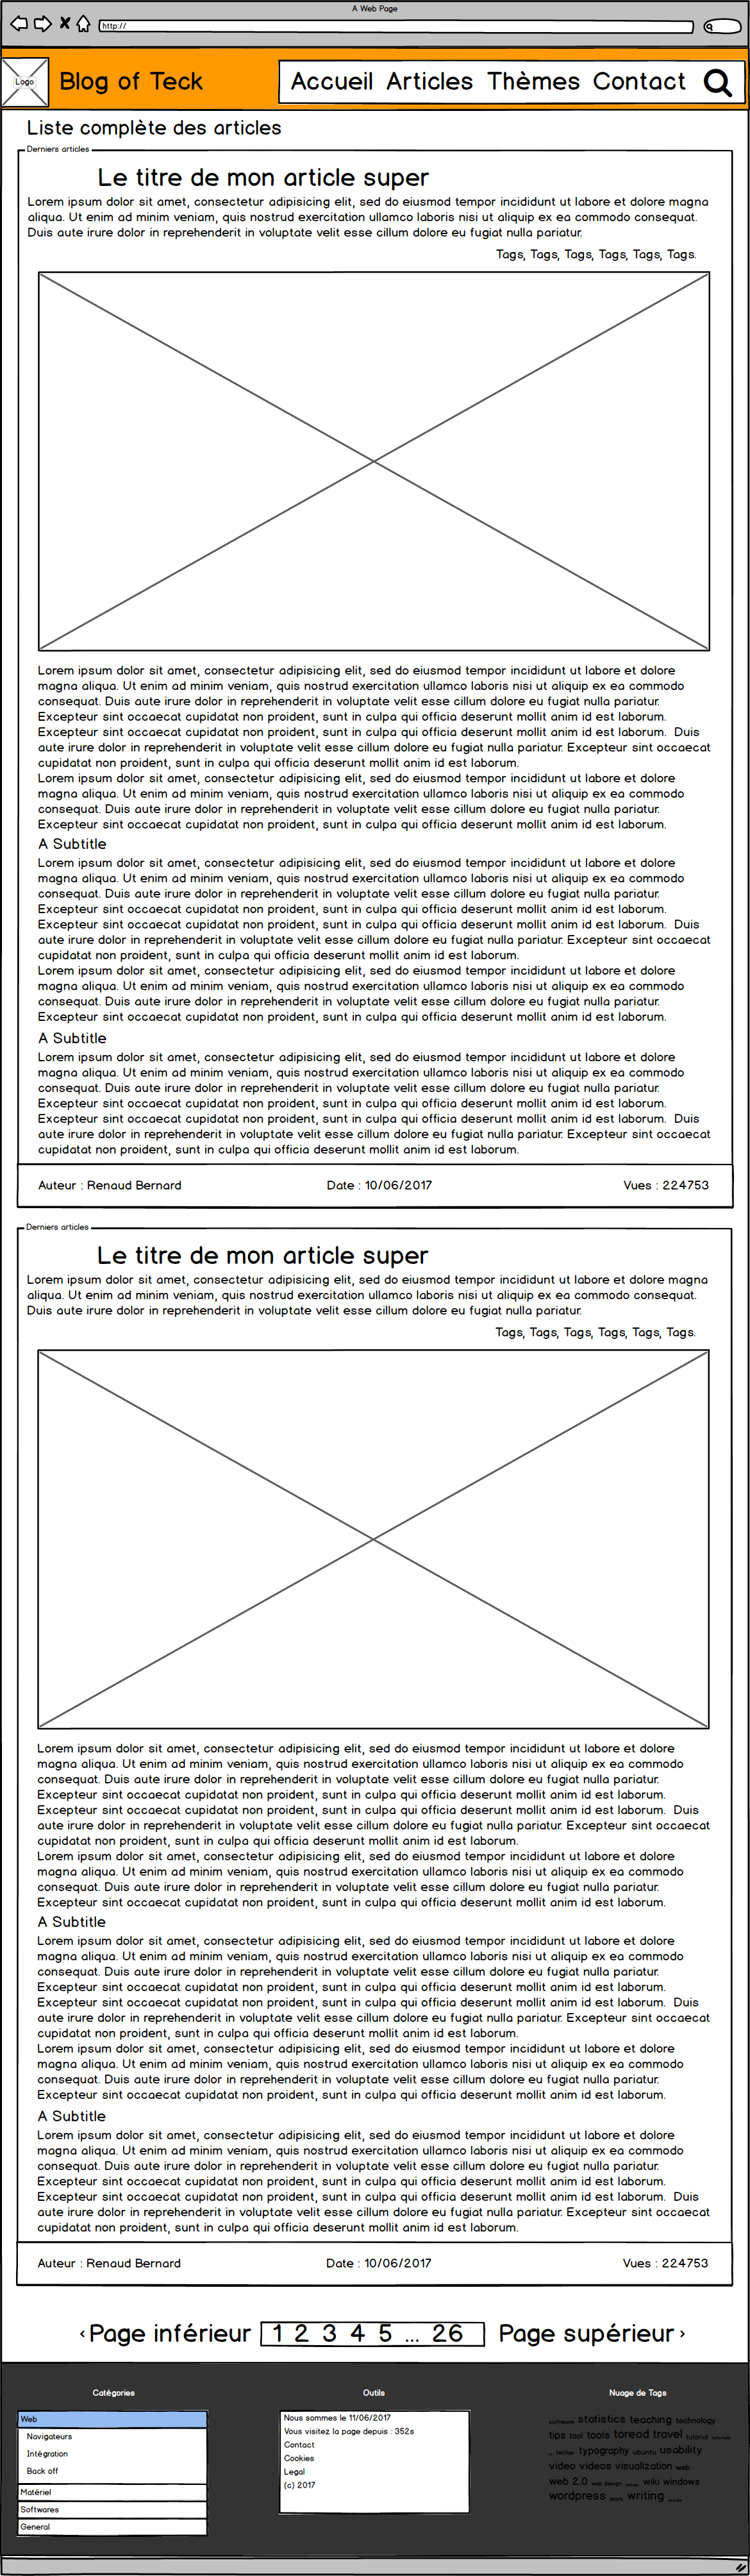 A Web Page
http://
Logo
Blog of Teck
Accueil Articles Thèmes Contact
Liste complète des articles
Derniers articles
Le titre de mon article super
Lorem ipsum dolor sit amet, consectetur adipisicing elit, sed do eiusmod tempor incididunt ut labore et dolore magna
aliqua. Ut enim ad minim veniam, quis nostrud exercitation ullamco laboris nisi ut aliquip ex ea commodo consequat.
Duis aute irure dolor in reprehenderit in voluptate velit esse cillum dolore eu fugiat nulla pariatur.
Tags, Tags, Tags, Tags, Tags, Tags.
Lorem ipsum dolor sit amet, consectetur adipisicing elit, sed do eiusmod tempor incididunt ut labore et dolore
magna aliqua. Ut enim ad minim veniam, quis nostrud exercitation ullamco laboris nisi ut aliquip ex ea commodo
consequat. Duis aute irure dolor in reprehenderit in voluptate velit esse cillum dolore eu fugiat nulla pariatur.
Excepteur sint occaecat cupidatat non proident, sunt in culpa qui officia deserunt mollit anim id est laborum.
Excepteur sint occaecat cupidatat non proident, sunt in culpa qui officia deserunt mollit anim id est laborum. Duis
aute irure dolor in reprehenderit in voluptate velit esse cillum dolore eu fugiat nulla pariatur. Excepteur sint occaecat
cupidatat non proident, sunt in culpa qui officia deserunt mollit anim id est laborum.
Lorem ipsum dolor sit amet, consectetur adipisicing elit, sed do eiusmod tempor incididunt ut labore et dolore
magna aliqua. Ut enim ad minim veniam, quis nostrud exercitation ullamco laboris nisi ut aliquip ex ea commodo
consequat. Duis aute irure dolor in reprehenderit in voluptate velit esse cillum dolore eu fugiat nulla pariatur.
Excepteur sint occaecat cupidatat non proident, sunt in culpa qui officia deserunt mollit anim id est laborum.
A Subtitle
Lorem ipsum dolor sit amet, consectetur adipisicing elit, sed do eiusmod tempor incididunt ut labore et dolore
magna aliqua. Ut enim ad minim veniam, quis nostrud exercitation ullamco laboris nisi ut aliquip ex ea commodo
consequat. Duis aute irure dolor in reprehenderit in voluptate velit esse cillum dolore eu fugiat nulla pariatur.
Excepteur sint occaecat cupidatat non proident, sunt in culpa qui officia deserunt mollit anim id est laborum.
Excepteur sint occaecat cupidatat non proident, sunt in culpa qui officia deserunt mollit anim id est laborum. Duis
aute irure dolor in reprehenderit in voluptate velit esse cillum dolore eu fugiat nulla pariatur. Excepteur sint occaecat
cupidatat non proident, sunt in culpa qui officia deserunt mollit anim id est laborum.
Lorem ipsum dolor sit amet, consectetur adipisicing elit, sed do eiusmod tempor incididunt ut labore et dolore
magna aliqua. Ut enim ad minim veniam, quis nostrud exercitation ullamco laboris nisi ut aliquip ex ea commodo
consequat. Duis aute irure dolor in reprehenderit in voluptate velit esse cillum dolore eu fugiat nulla pariatur.
Excepteur sint occaecat cupidatat non proident, sunt in culpa qui officia deserunt mollit anim id est laborum.
A Subtitle
Lorem ipsum dolor sit amet, consectetur adipisicing elit, sed do eiusmod tempor incididunt ut labore et dolore
magna aliqua. Ut enim ad minim veniam, quis nostrud exercitation ullamco laboris nisi ut aliquip ex ea commodo
consequat. Duis aute irure dolor in reprehenderit in voluptate velit esse cillum dolore eu fugiat nulla pariatur.
Excepteur sint occaecat cupidatat non proident, sunt in culpa qui officia deserunt mollit anim id est laborum.
Excepteur sint occaecat cupidatat non proident, sunt in culpa qui officia deserunt mollit anim id est laborum. Duis
aute irure dolor in reprehenderit in voluptate velit esse cillum dolore eu fugiat nulla pariatur. Excepteur sint occaecat
cupidatat non proident, sunt in culpa qui officia deserunt mollit anim id est laborum.
Auteur : Renaud Bernard Date : 10/06/2017 Vues : 224753
Derniers articles
Le titre de mon article super
Lorem ipsum dolor sit amet, consectetur adipisicing elit, sed do eiusmod tempor incididunt ut labore et dolore magna
aliqua. Ut enim ad minim veniam, quis nostrud exercitation ullamco laboris nisi ut aliquip ex ea commodo consequat.
Duis aute irure dolor in reprehenderit in voluptate velit esse cillum dolore eu fugiat nulla pariatur.
Tags, Tags, Tags, Tags, Tags, Tags.
Lorem ipsum dolor sit amet, consectetur adipisicing elit, sed do eiusmod tempor incididunt ut labore et dolore
magna aliqua. Ut enim ad minim veniam, quis nostrud exercitation ullamco laboris nisi ut aliquip ex ea commodo
consequat. Duis aute irure dolor in reprehenderit in voluptate velit esse cillum dolore eu fugiat nulla pariatur.
Excepteur sint occaecat cupidatat non proident, sunt in culpa qui officia deserunt mollit anim id est laborum.
Excepteur sint occaecat cupidatat non proident, sunt in culpa qui officia deserunt mollit anim id est laborum. Duis
aute irure dolor in reprehenderit in voluptate velit esse cillum dolore eu fugiat nulla pariatur. Excepteur sint occaecat
cupidatat non proident, sunt in culpa qui officia deserunt mollit anim id est laborum.
Lorem ipsum dolor sit amet, consectetur adipisicing elit, sed do eiusmod tempor incididunt ut labore et dolore
magna aliqua. Ut enim ad minim veniam, quis nostrud exercitation ullamco laboris nisi ut aliquip ex ea commodo
consequat. Duis aute irure dolor in reprehenderit in voluptate velit esse cillum dolore eu fugiat nulla pariatur.
Excepteur sint occaecat cupidatat non proident, sunt in culpa qui officia deserunt mollit anim id est laborum.
A Subtitle
Lorem ipsum dolor sit amet, consectetur adipisicing elit, sed do eiusmod tempor incididunt ut labore et dolore
magna aliqua. Ut enim ad minim veniam, quis nostrud exercitation ullamco laboris nisi ut aliquip ex ea commodo
consequat. Duis aute irure dolor in reprehenderit in voluptate velit esse cillum dolore eu fugiat nulla pariatur.
Excepteur sint occaecat cupidatat non proident, sunt in culpa qui officia deserunt mollit anim id est laborum.
Excepteur sint occaecat cupidatat non proident, sunt in culpa qui officia deserunt mollit anim id est laborum. Duis
aute irure dolor in reprehenderit in voluptate velit esse cillum dolore eu fugiat nulla pariatur. Excepteur sint occaecat
cupidatat non proident, sunt in culpa qui officia deserunt mollit anim id est laborum.
Lorem ipsum dolor sit amet, consectetur adipisicing elit, sed do eiusmod tempor incididunt ut labore et dolore
magna aliqua. Ut enim ad minim veniam, quis nostrud exercitation ullamco laboris nisi ut aliquip ex ea commodo
consequat. Duis aute irure dolor in reprehenderit in voluptate velit esse cillum dolore eu fugiat nulla pariatur.
Excepteur sint occaecat cupidatat non proident, sunt in culpa qui officia deserunt mollit anim id est laborum.
A Subtitle
Lorem ipsum dolor sit amet, consectetur adipisicing elit, sed do eiusmod tempor incididunt ut labore et dolore
magna aliqua. Ut enim ad minim veniam, quis nostrud exercitation ullamco laboris nisi ut aliquip ex ea commodo
consequat. Duis aute irure dolor in reprehenderit in voluptate velit esse cillum dolore eu fugiat nulla pariatur.
Excepteur sint occaecat cupidatat non proident, sunt in culpa qui officia deserunt mollit anim id est laborum.
Excepteur sint occaecat cupidatat non proident, sunt in culpa qui officia deserunt mollit anim id est laborum. Duis
aute irure dolor in reprehenderit in voluptate velit esse cillum dolore eu fugiat nulla pariatur. Excepteur sint occaecat
cupidatat non proident, sunt in culpa qui officia deserunt mollit anim id est laborum.
Auteur : Renaud Bernard Date : 10/06/2017 Vues : 224753
‹ Page inférieur 1 2 3 4 5 ... 26 Page supérieur ›
Catégories
Web
Navigateurs
Intégration
Back off
Matériel
Softwares
General
Outils
Nous sommes le 11/06/2017
Vous visitez la page depuis : 352s
Contact
Cookies
Legal
(c) 2017
Nuage de Tags
software statistics teaching technology
tips tool tools toread travel tutorial tutorials
twitter typography ubuntu usability
video videos visualization web
web 2.0 web design wiki windows
wordpress work writing